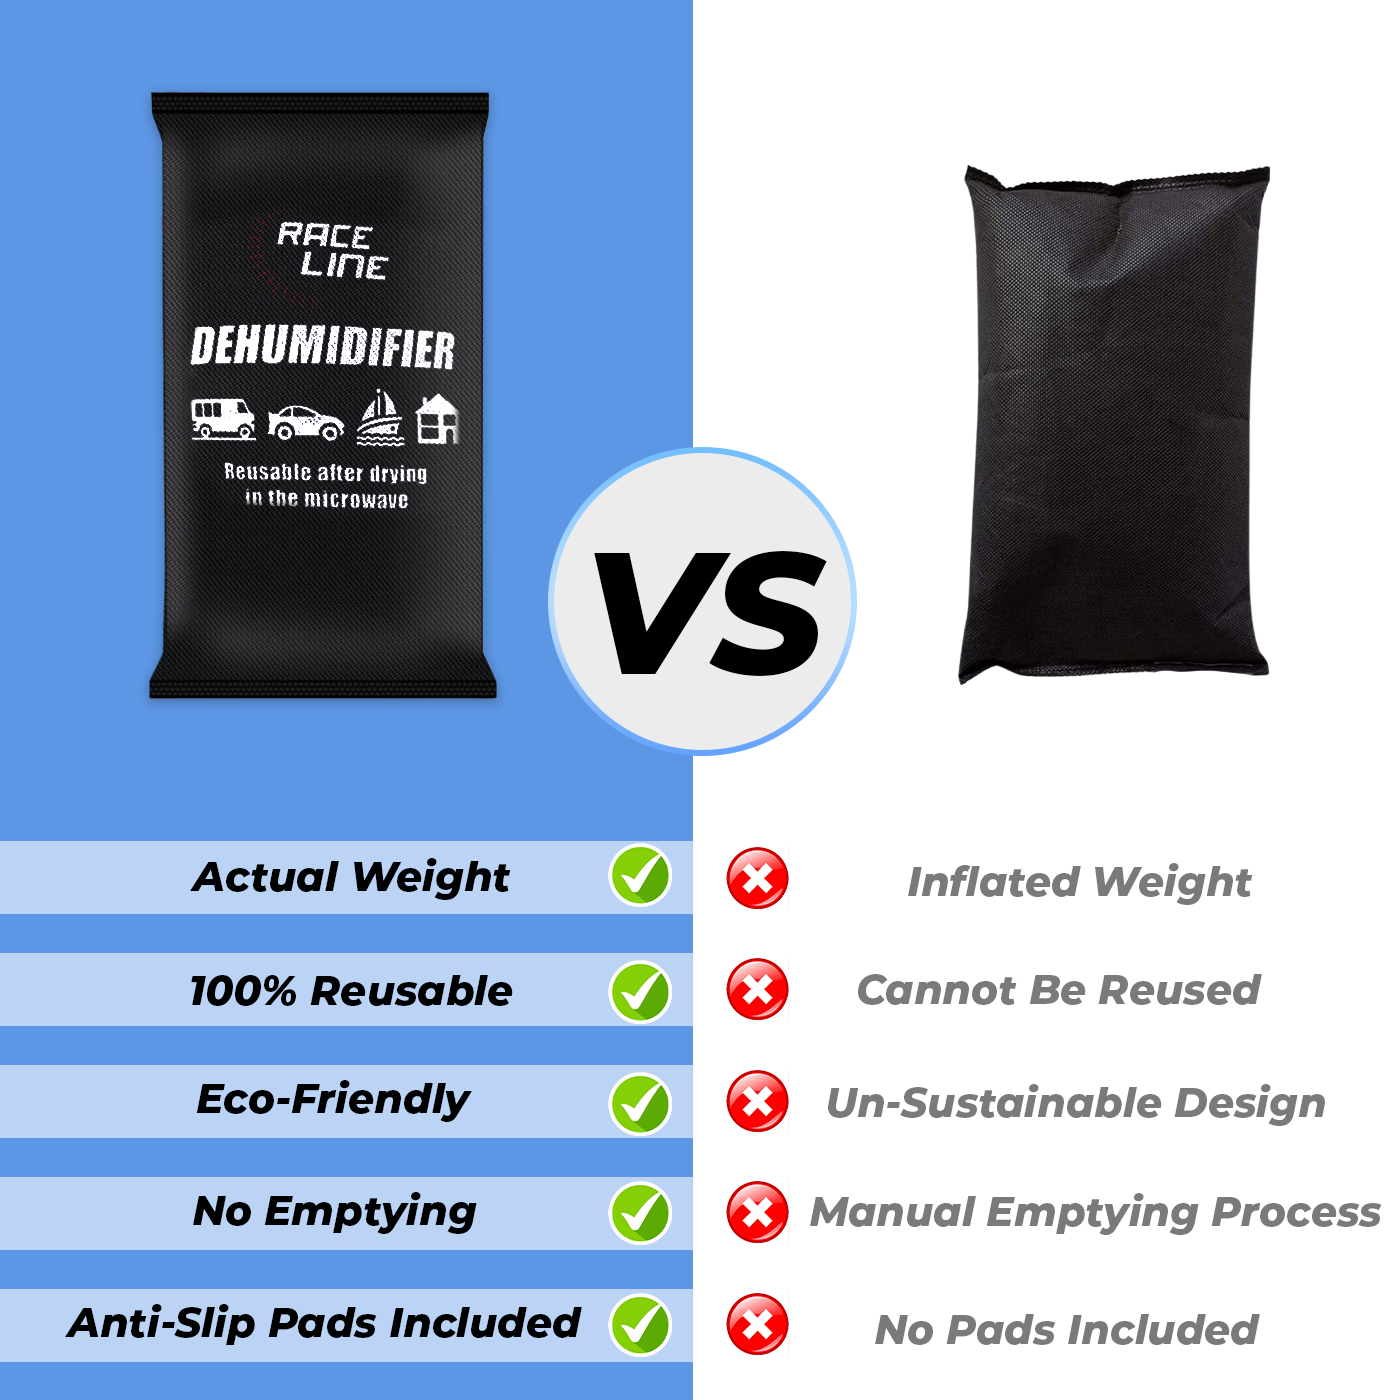 RACE
LINE
DEHUMIDIFIER
Reusable after drying
in the microwave
VS
Actual Weight
Inflated Weight
100% Reusable
Cannot Be Reused
Eco-Friendly
Un-Sustainable Design
No Emptying
Manual Emptying Process
Anti-Slip Pads Included
No Pads Included